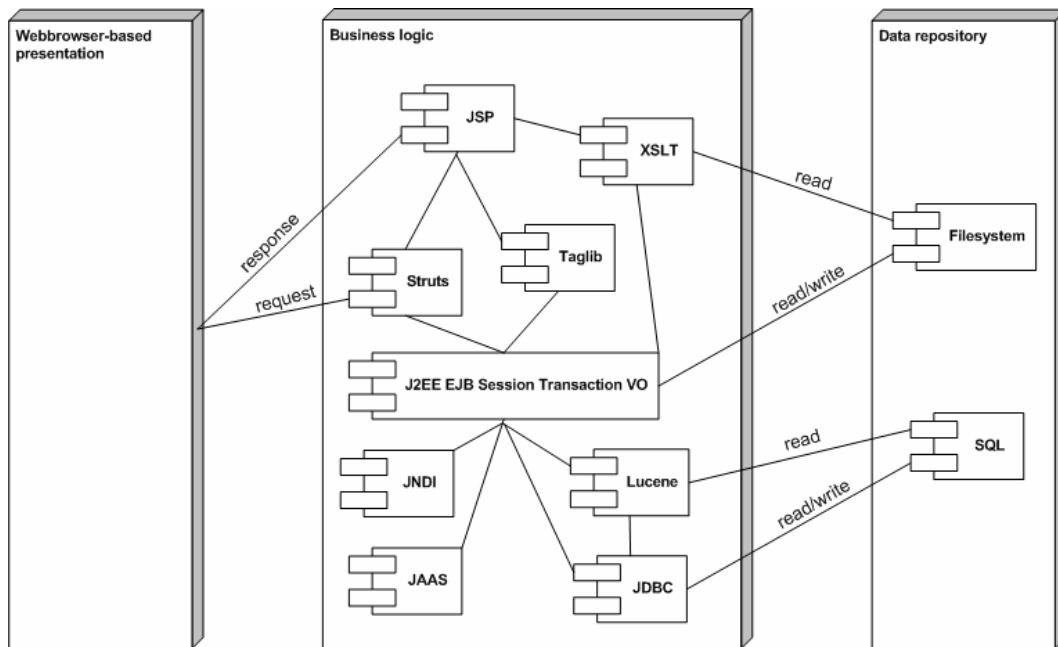 Webbrowser-based
presentation
Business logic
Data repository
JSP
XSLT
read
response
Filesystem
Taglib
Struts
request
read/write
J2EE EJB Session Transaction VO
read
SQL
JNDI
Lucene
read/write
JAAS
JDBC